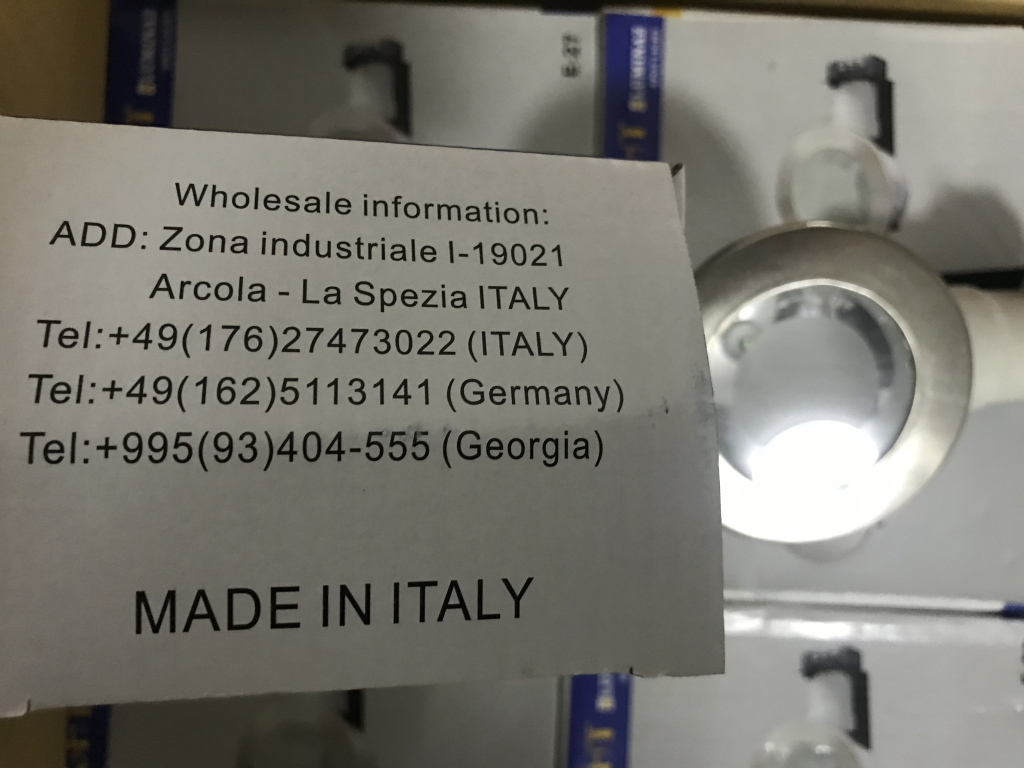 Wholesale information:
ADD: Zona industriale I-19021
Arcola - La Spezia ITALY
Tel:+49(176)27473022 (ITALY)
Tel:+49(162)5113141 (Germany)
Tel:+995(93)404-555 (Georgia)
MADE IN ITALY
E-27